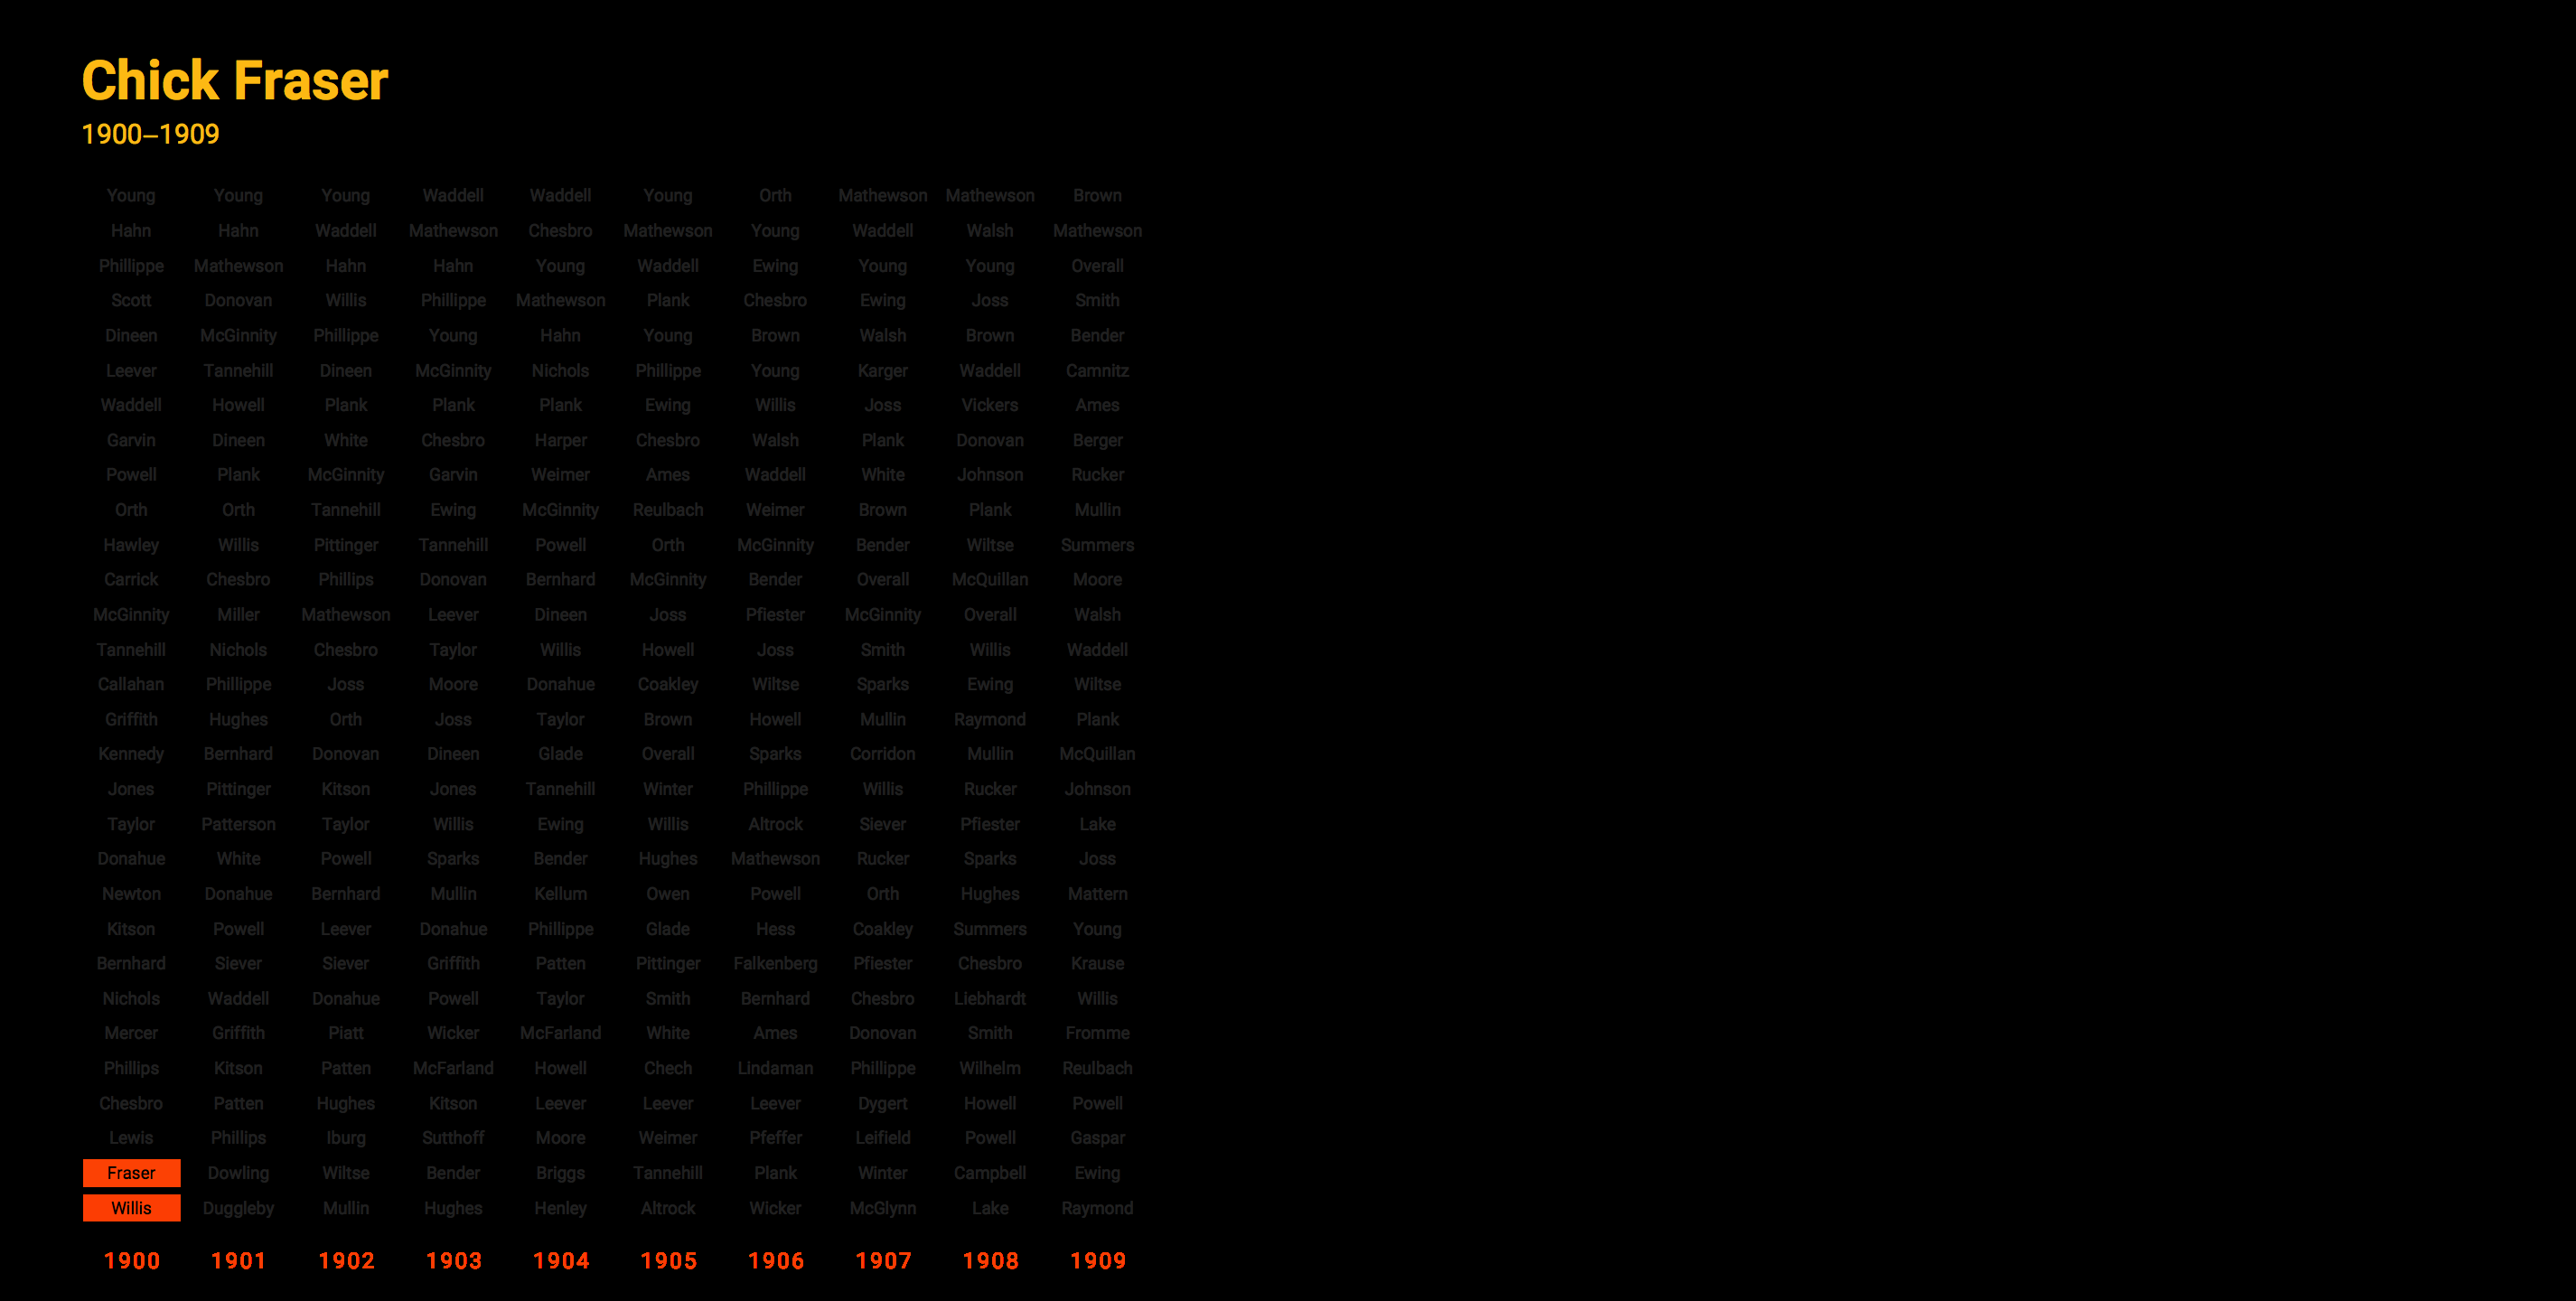 Chick Fraser
1900–1909
Young Young Young Waddell Waddell Young Orth Mathewson Mathewson Brown
Hahn Hahn Waddell Mathewson Chesbro Mathewson Young Waddell Walsh Mathewson
Phillippe Mathewson Hahn Hahn Young Waddell Ewing Young Young Overall
Scott Donovan Willis Phillippe Mathewson Plank Chesbro Ewing Joss Smith
Dineen McGinnity Phillippe Young Hahn Young Brown Walsh Brown Bender
Leever Tannehill Dineen McGinnity Nichols Phillippe Young Karger Waddell Camnitz
Waddell Howell Plank Plank Plank Ewing Willis Joss Vickers Ames
Garvin Dineen White Chesbro Harper Chesbro Walsh Plank Donovan Berger
Powell Plank McGinnity Garvin Weimer Ames Waddell White Johnson Rucker
Orth Orth Tannehill Ewing McGinnity Reulbach Weimer Brown Plank Mullin
Hawley Willis Pittinger Tannehill Powell Orth McGinnity Bender Wiltse Summers
Carrick Chesbro Phillips Donovan Bernhard McGinnity Bender Overall McQuillan Moore
McGinnity Miller Mathewson Leever Dineen Joss Pfiester McGinnity Overall Walsh
Tannehill Nichols Chesbro Taylor Willis Howell Joss Smith Willis Waddell
Callahan Phillippe Joss Moore Donahue Coakley Wiltse Sparks Ewing Wiltse
Griffith Hughes Orth Joss Taylor Brown Howell Mullin Raymond Plank
Kennedy Bernhard Donovan Dineen Glade Overall Sparks Corridon Mullin McQuillan
Jones Pittinger Kitson Jones Tannehill Winter Phillippe Willis Rucker Johnson
Taylor Patterson Taylor Willis Ewing Willis Altrock Siever Pfiester Lake
Donahue White Powell Sparks Bender Hughes Mathewson Rucker Sparks Joss
Newton Donahue Bernhard Mullin Kellum Owen Powell Orth Hughes Mattern
Kitson Powell Leever Donahue Phillippe Glade Hess Coakley Summers Young
Bernhard Siever Siever Griffith Patten Pittinger Falkenberg Pfiester Chesbro Krause
Nichols Waddell Donahue Powell Taylor Smith Bernhard Chesbro Liebhardt Willis
Mercer Griffith Piatt Wicker McFarland White Ames Donovan Smith Fromme
Phillips Kitson Patten McFarland Howell Chech Lindaman Phillippe Wilhelm Reulbach
Chesbro Patten Hughes Kitson Leever Leever Leever Dygert Howell Powell
Lewis Phillips Iburg Sutthoff Moore Weimer Pfeffer Leifield Powell Gaspar
Fraser Dowling Wiltse Bender Briggs Tannehill Plank Winter Campbell Ewing
Willis Duggleby Mullin Hughes Henley Altrock Wicker McGlynn Lake Raymond
1900 1901 1902 1903 1904 1905 1906 1907 1908 1909